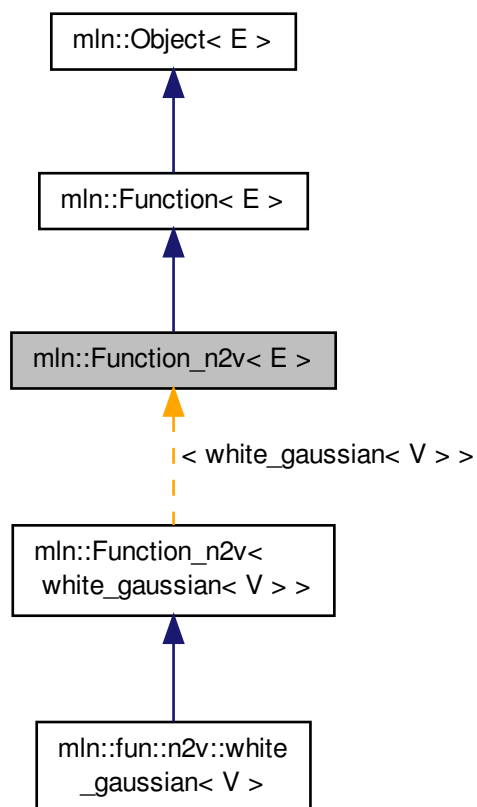 mln::Object< E >
mln::Function< E >
mln::Function_n2v< E >
< white_gaussian< V > >
mln::Function_n2v<
white_gaussian< V > >
mln::fun::n2v::white
_gaussian< V >